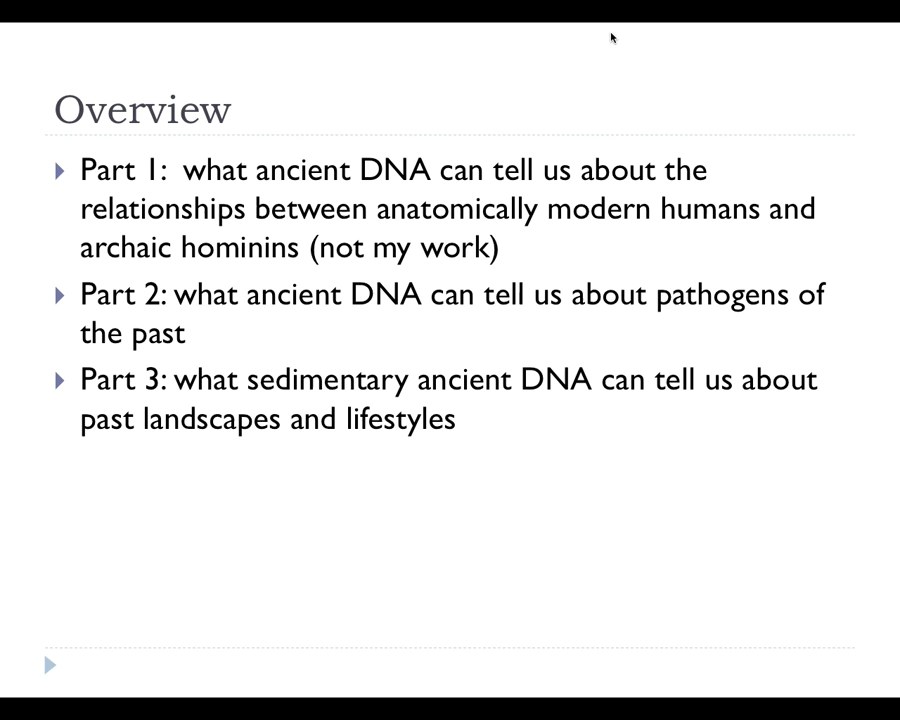 Overview
Part 1:  what ancient DNA can tell us about the
relationships between anatomically modern humans and
archaic hominins (not my work)
Part 2: what ancient DNA can tell us about pathogens of
the past
Part 3: what sedimentary ancient DNA can tell us about
past landscapes and lifestyles